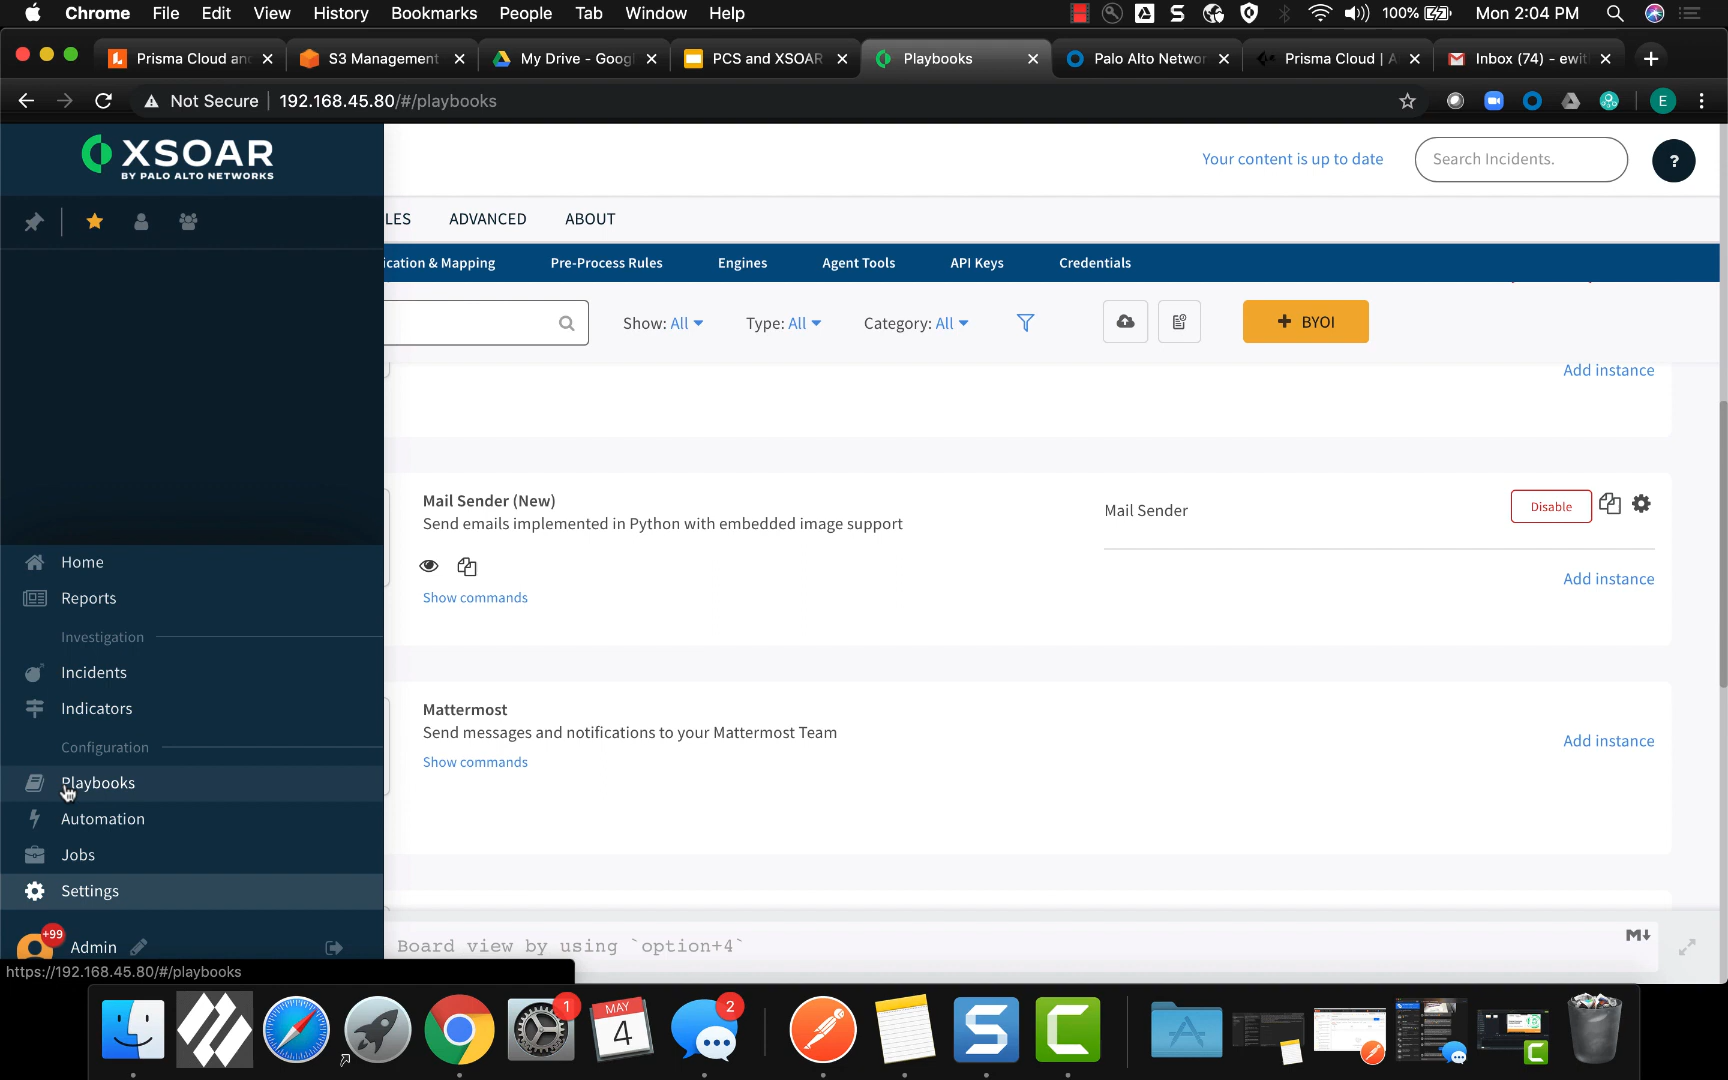 Chrome File Edit View History Bookmarks People Tab Window Help 100% Mon 2:04 PM
Prisma Cloud an S3 Management My Drive - Goog PCS and XSOAR Playbooks Palo Alto Networ Prisma Cloud | A Inbox (74) - ewit
Not Secure 192.168.45.80/#/playbooks E
XSOAR
BY PALO ALTO NETWORKS
Your content is up to date Search Incidents. ?
LES ADVANCED ABOUT
ication & Mapping Pre-Process Rules Engines Agent Tools API Keys Credentials
Show: All Type: All Category: All + BYOI
Add instance
Mail Sender (New)
Send emails implemented in Python with embedded image support
Show commands
Mail Sender Disable
Add instance
Mattermost
Send messages and notifications to your Mattermost Team
Show commands
Add instance
Home
Reports
Investigation
Incidents
Indicators
Configuration
Playbooks
Automation
Jobs
Settings
+99 Admin
Board view by using `option+4`
M
https://192.168.45.80/#/playbooks
1
MAY
4
2
S
C